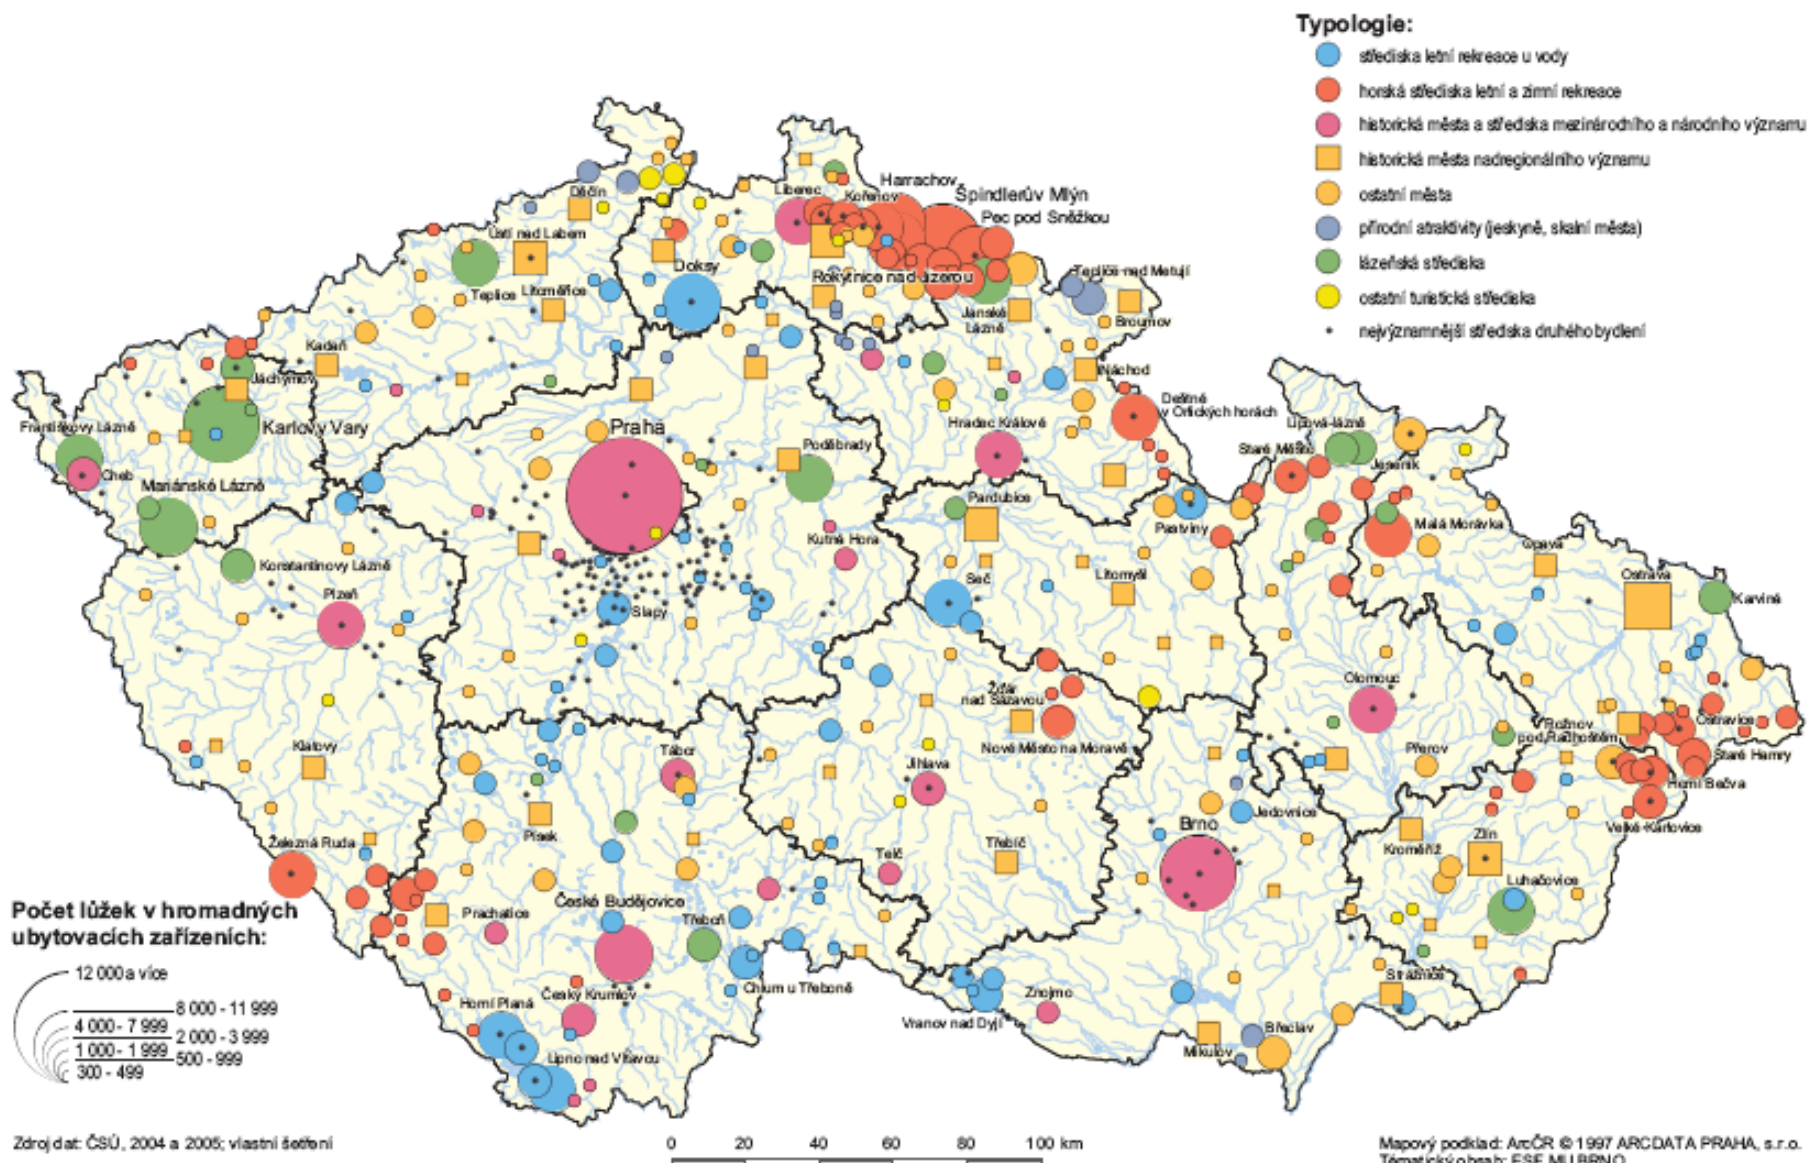 Typologie:
střediska letní rekreace u vody
horská střediska letní a zimní rekreace
historická města a střediska mezinárodního a národního významu
historická města nadregionálního významu
ostatní města
přírodní atraktivity (jeskyně, skalní města)
lázeňská střediska
ostatní turistická střediska
nejvýznamnější střediska druhého bydlení
Harrachov
Liberec
Kořenov
Špindlerův Mlýn
Pec pod Sněžkou
Děčín
Ústí nad Labem
Doksy
Rokytnice nad Jizerou
Teplice nad Metují
Teplice
Litoměřice
Janské
Lázně
Broumov
Kadaň
Jáchymov
Náchod
Františkovy Lázně
Karlovy Vary
Praha
Poděbrady
Hradec Králové
Deštné
v Orlických horách
Lipová-lázně
Staré Město
Jeseník
Cheb
Mariánské Lázně
Pardubice
Pastviny
Malá Morávka
Kutná Hora
Opava
Konstantinovy Lázně
Litomyšl
Ostrava
Plzeň
Seč
Karviná
Slapy
Olomouc
Žďár
nad Sázavou
Rožnov
pod Radhoštěm
Ostravice
Klatovy
Tábor
Nové Město na Moravě
Přerov
Staré Hamry
Jihlava
Horní Bečva
Jedovnice
Písek
Brno
Velké Karlovice
Železná Ruda
Třebíč
Zlín
Kroměříž
Telč
Luhačovice
Prachatice
České Budějovice
Třeboň
Strážnice
Chlum u Třeboně
Horní Planá
Český Krumlov
Znojmo
Vranov nad Dyjí
Břeclav
Mikulov
Lipno nad Vltavou
Počet lůžek v hromadných
ubytovacích zařízeních:
12 000 a více
8 000 - 11 999
4 000 - 7 999
2 000 - 3 999
1 000 - 1 999
500 - 999
300 - 499
Zdroj dat: ČSÚ, 2004 a 2005; vlastní šetření
0 20 40 60 80 100 km
Mapový podklad: ArcČR © 1997 ARCDATA PRAHA, s.r.o.
Tématický obsah: ESF MU BRNO